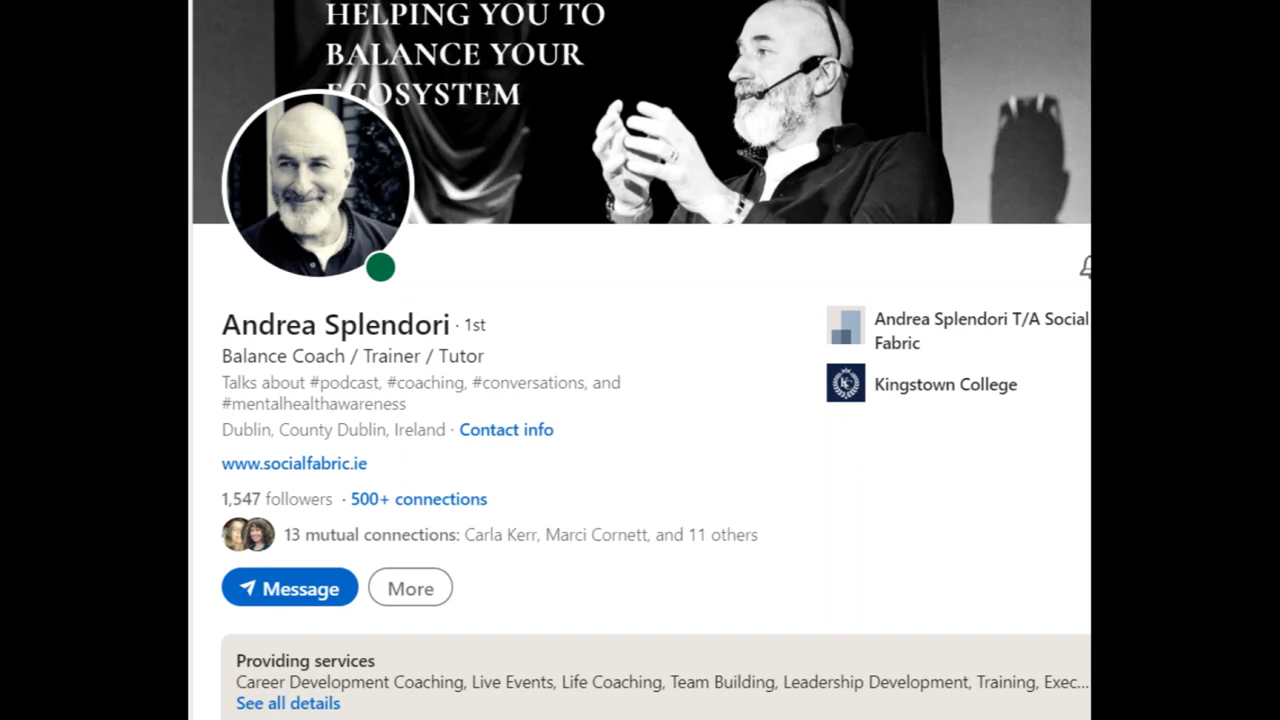 HELPING YOU TO
BALANCE YOUR
ECOSYSTEM
Andrea Splendori · 1st
Balance Coach / Trainer / Tutor
Talks about #podcast, #coaching, #conversations, and
#mentalhealthawareness
Dublin, County Dublin, Ireland · Contact info
www.socialfabric.ie
1,547 followers · 500+ connections
13 mutual connections: Carla Kerr, Marci Cornett, and 11 others
Message
More
Andrea Splendori T/A Social
Fabric
KC
Kingstown College
Providing services
Career Development Coaching, Live Events, Life Coaching, Team Building, Leadership Development, Training, Exec...
See all details